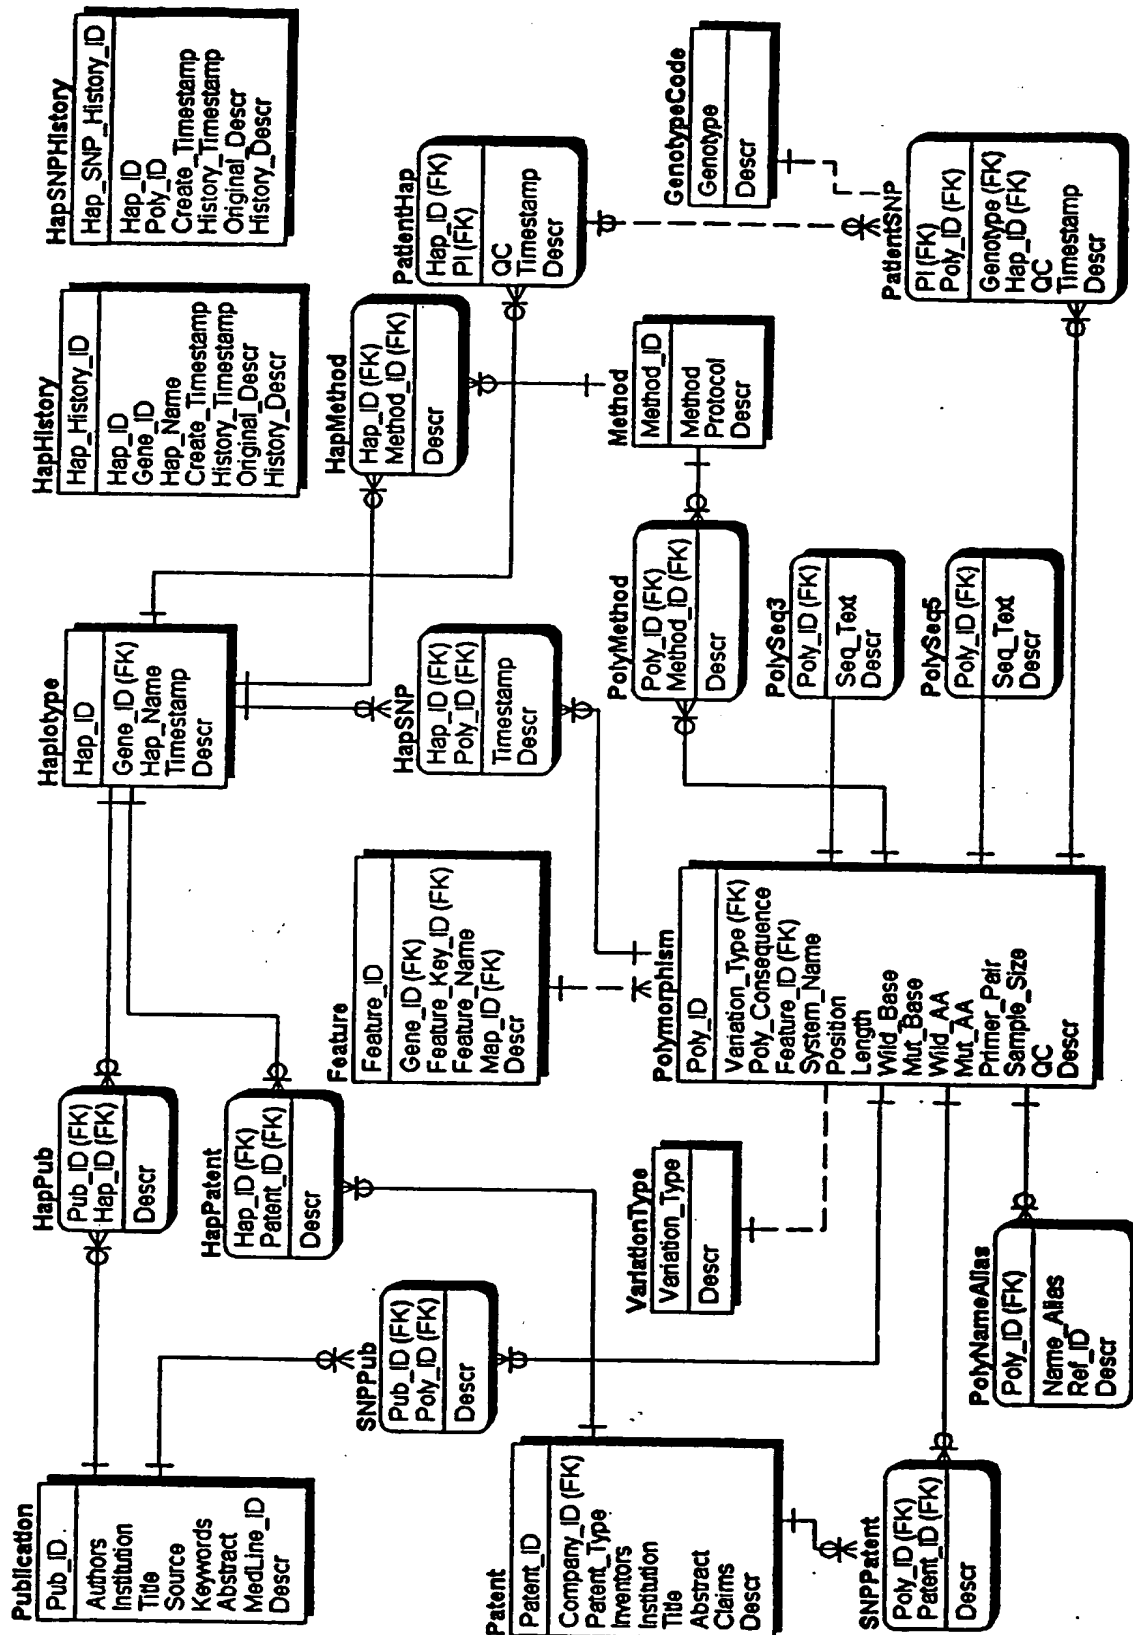 Publication
Pub_ID
Authors
Institution
Title
Source
Keywords
Abstract
MedLine_ID
Descr
HapPub
Pub_ID (FK)
Hap_ID (FK)
Descr
Haplotype
Hap_ID
Gene_ID (FK)
Hap_Name
Timestamp
Descr
HapHistory
Hap_History_ID
Hap_ID
Gene_ID
Hap_Name
Create_Timestamp
History_Timestamp
Original_Descr
History_Descr
HapSNPHistory
Hap_SNP_History_ID
Hap_ID
Poly_ID
Create_Timestamp
History_Timestamp
Original_Descr
History_Descr
HapPatent
Hap_ID (FK)
Patent_ID (FK)
Descr
SNPPub
Pub_ID (FK)
Poly_ID (FK)
Descr
Feature
Feature_ID
Gene_ID (FK)
Feature_Key_ID (FK)
Feature_Name
Map_ID (FK)
Descr
HapSNP
Hap_ID (FK)
Poly_ID (FK)
Timestamp
Descr
HapMethod
Hap_ID (FK)
Method_ID (FK)
Descr
PatientHap
Hap_ID (FK)
PI (FK)
QC
Timestamp
Descr
Patent
Patent_ID
Company_ID (FK)
Patent_Type
Inventors
Institution
Title
Abstract
Claims
Descr
VariationType
Variation_Type
Descr
Polymorphism
Poly_ID
Variation_Type (FK)
Poly_Consequence
Feature_ID (FK)
System_Name
Position
Length
Wild_Base
Mut_Base
Wild_AA
Mut_AA
Primer_Pair
Sample_Size
QC
Descr
PolyMethod
Poly_ID (FK)
Method_ID (FK)
Descr
Method
Method_ID
Method
Protocol
Descr
GenotypeCode
Genotype
Descr
PolySeq3
Poly_ID (FK)
Seq_Text
Descr
PolySeq5
Poly_ID (FK)
Seq_Text
Descr
PatientSNP
PI (FK)
Poly_ID (FK)
Genotype (FK)
Hap_ID (FK)
QC
Timestamp
Descr
SNPPatent
Poly_ID (FK)
Patent_ID (FK)
Descr
PolyNameAlias
Poly_ID (FK)
Name_Alias
Ref_ID
Descr